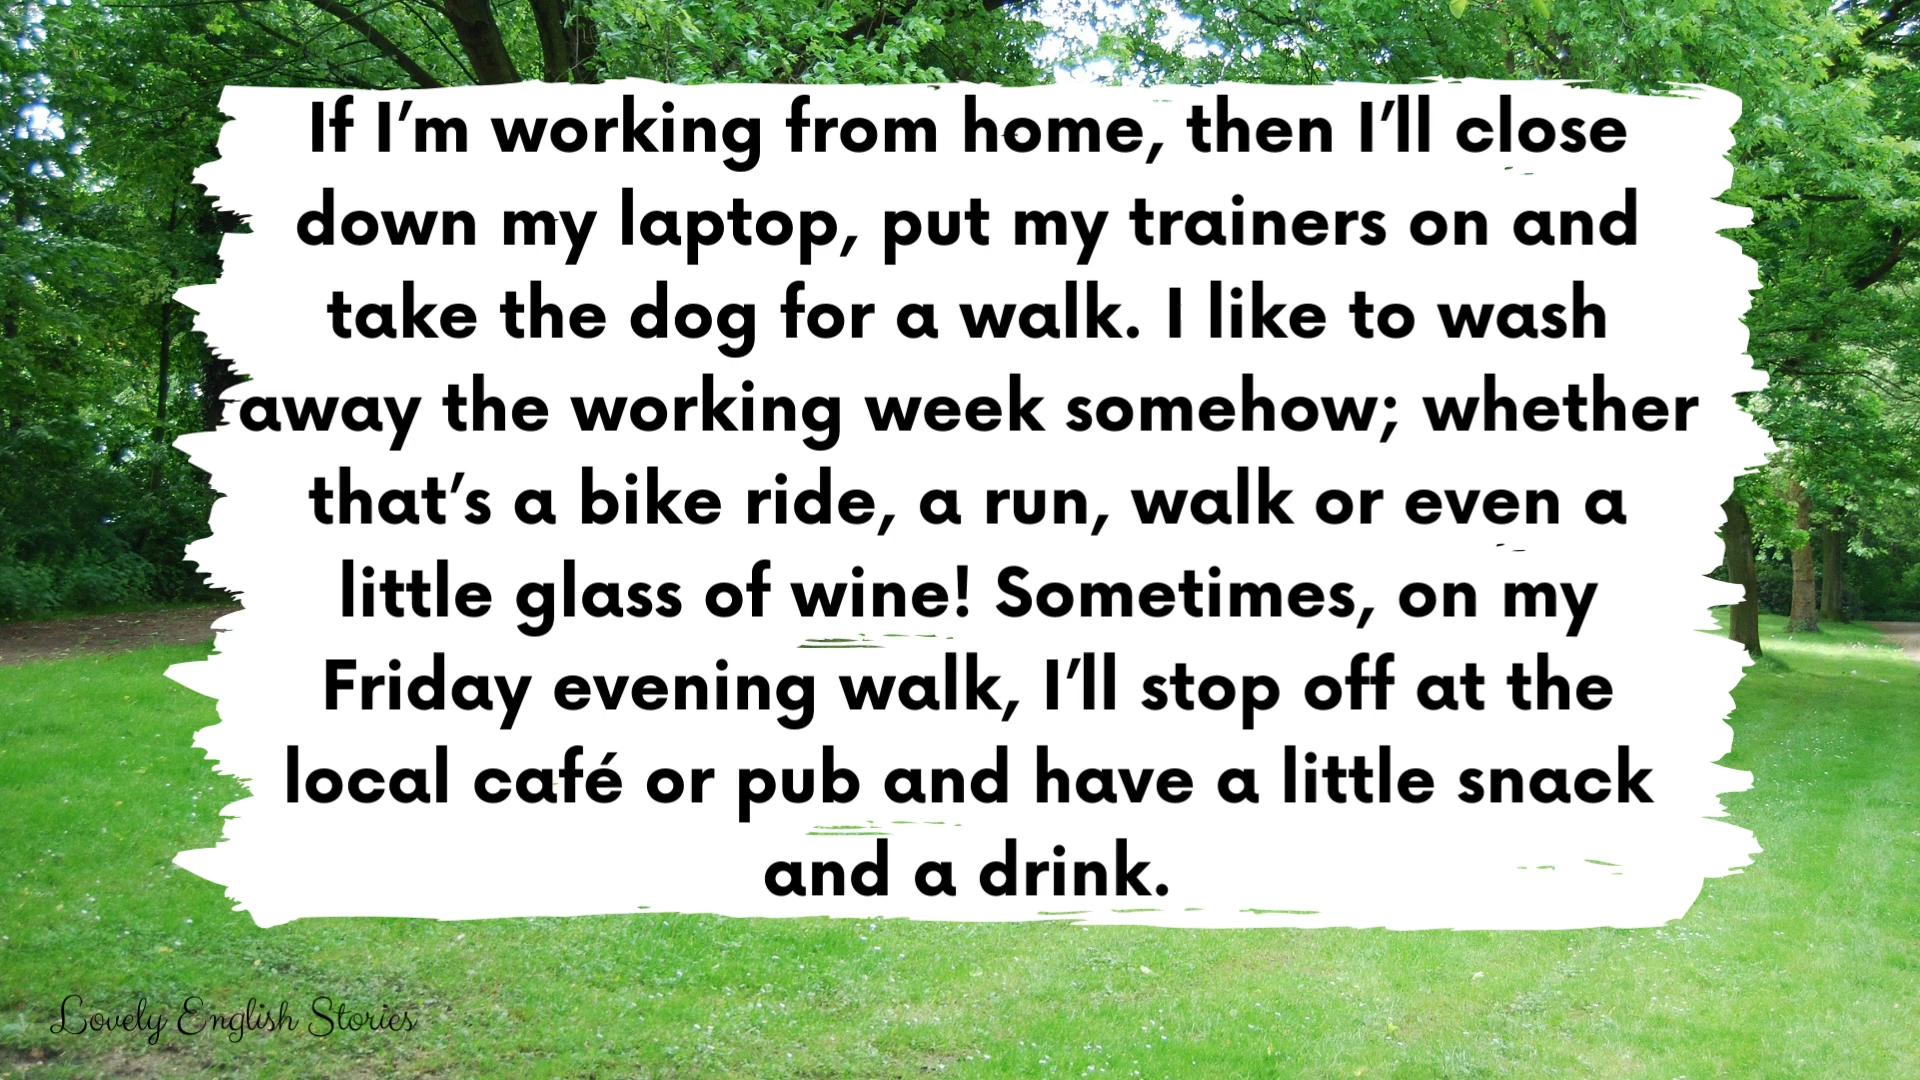 If I’m working from home, then I’ll close
down my laptop, put my trainers on and
take the dog for a walk. I like to wash
away the working week somehow; whether
that’s a bike ride, a run, walk or even a
little glass of wine! Sometimes, on my
Friday evening walk, I’ll stop off at the
local café or pub and have a little snack
and a drink.
Lovely English Stories